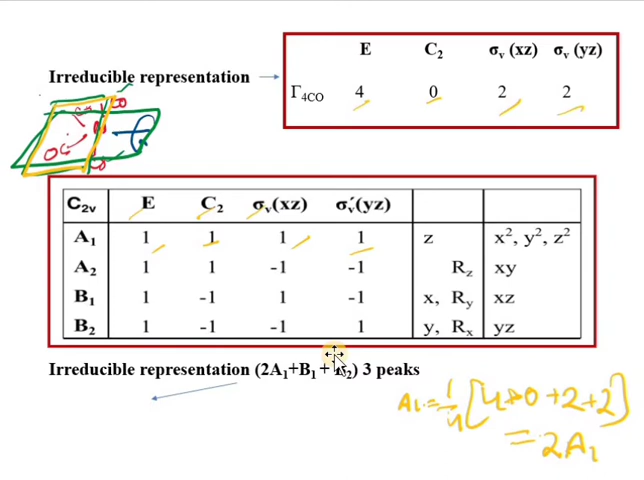 E C₂ σᵥ (xz) σᵥ (yz)
Irreducible representation
Γ₄CO 4 0 2 2
C₂ᵥ E C₂ σᵥ(xz) σᵥ′(yz)
A₁ 1 1 1 1 z x², y², z²
A₂ 1 1 -1 -1 R_z xy
B₁ 1 -1 1 -1 x, R_y xz
B₂ 1 -1 -1 1 y, Rₓ yz
Irreducible representation (2A₁+B₁ + ₂) 3 peaks
A₁ = 1/4 [4+0+2+2]
= 2A₁